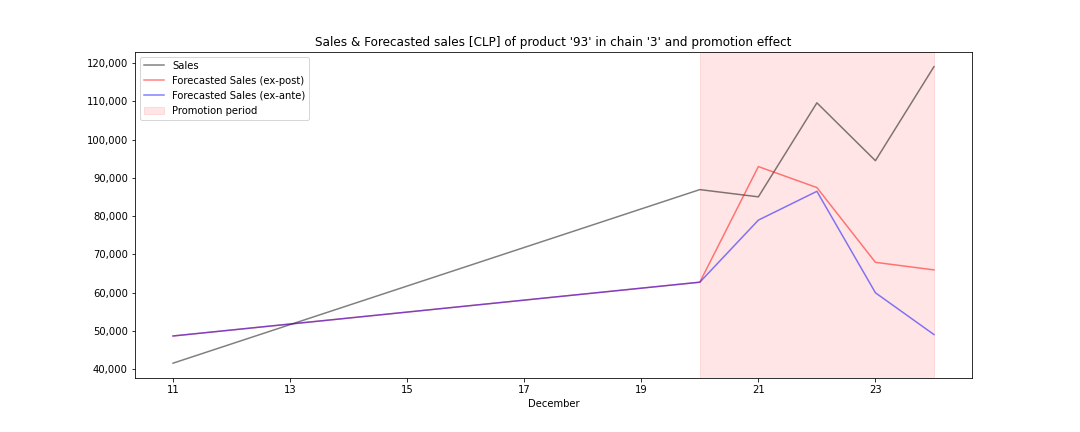 Sales & Forecasted sales [CLP] of product '93' in chain '3' and promotion effect
120,000
110,000
100,000
90,000
80,000
70,000
60,000
50,000
40,000
Sales
Forecasted Sales (ex-post)
Forecasted Sales (ex-ante)
Promotion period
11 13 15 17 19 21 23
December